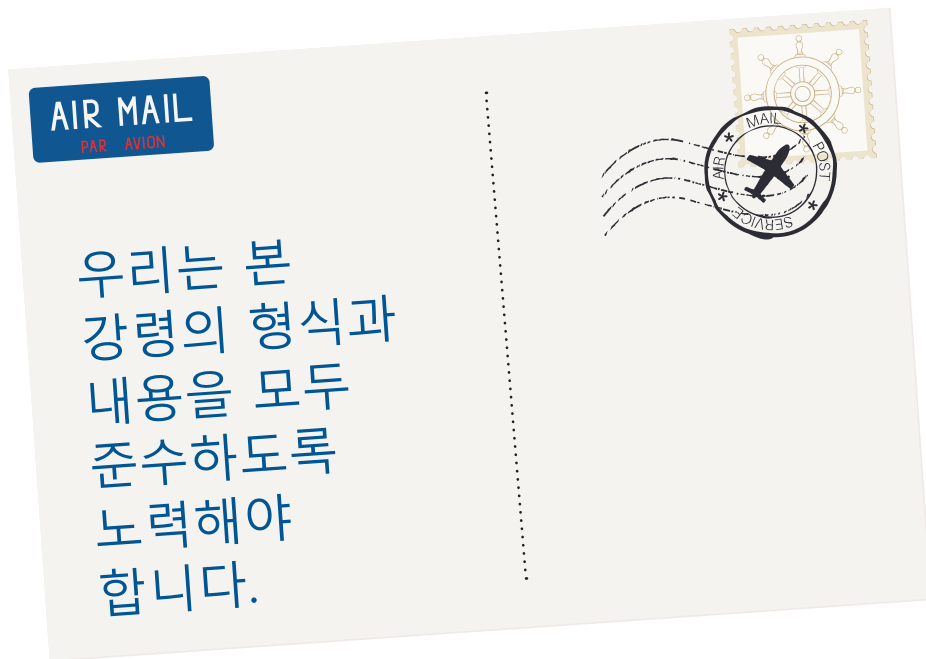 AIR MAIL
PAR AVION
MAIL
AIR
POST
SERVICE
우리는 본
강령의 형식과
내용을 모두
준수하도록
노력해야
합니다.